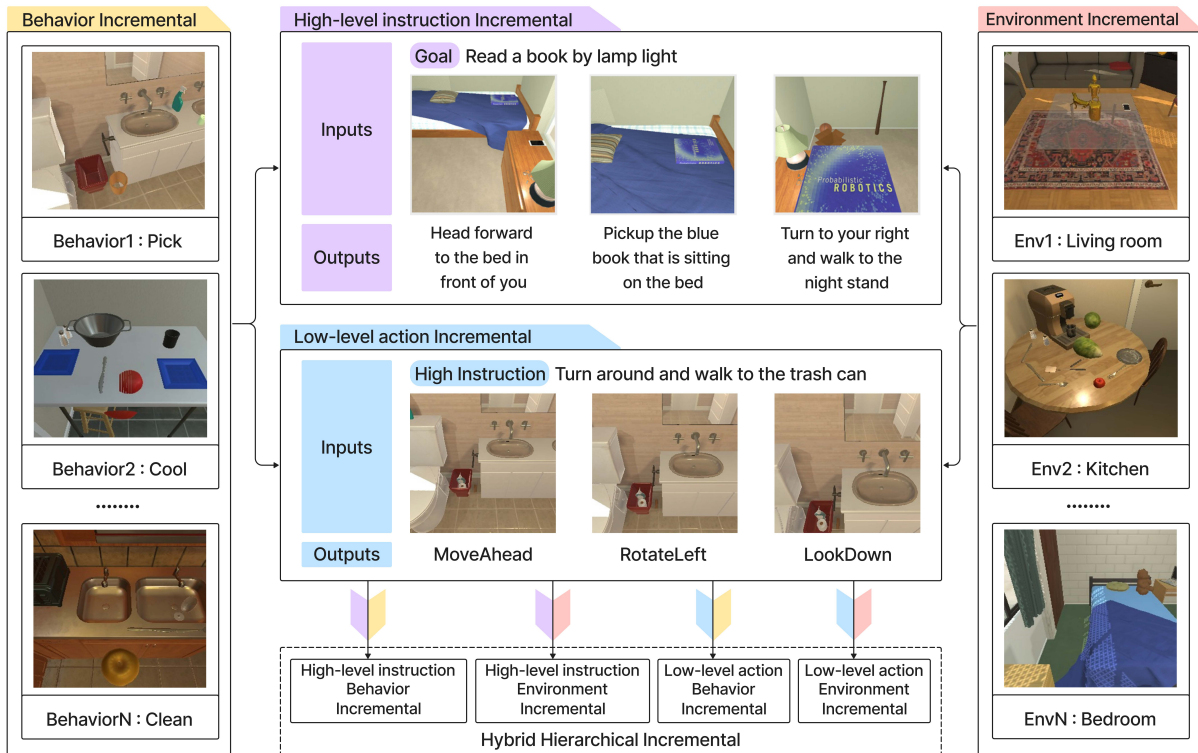 Behavior Incremental
Behavior1 : Pick
Behavior2 : Cool
........
BehaviorN : Clean
High-level instruction Incremental
Inputs
Goal Read a book by lamp light
Probabilistic
ROBOTICS
Outputs
Head forward
to the bed in
front of you
Pickup the blue
book that is sitting
on the bed
Turn to your right
and walk to the
night stand
Low-level action Incremental
Inputs
High Instruction Turn around and walk to the trash can
Outputs
MoveAhead
RotateLeft
LookDown
High-level instruction
Behavior
Incremental
High-level instruction
Environment
Incremental
Low-level action
Behavior
Incremental
Low-level action
Environment
Incremental
Hybrid Hierarchical Incremental
Environment Incremental
Env1 : Living room
Env2 : Kitchen
........
EnvN : Bedroom